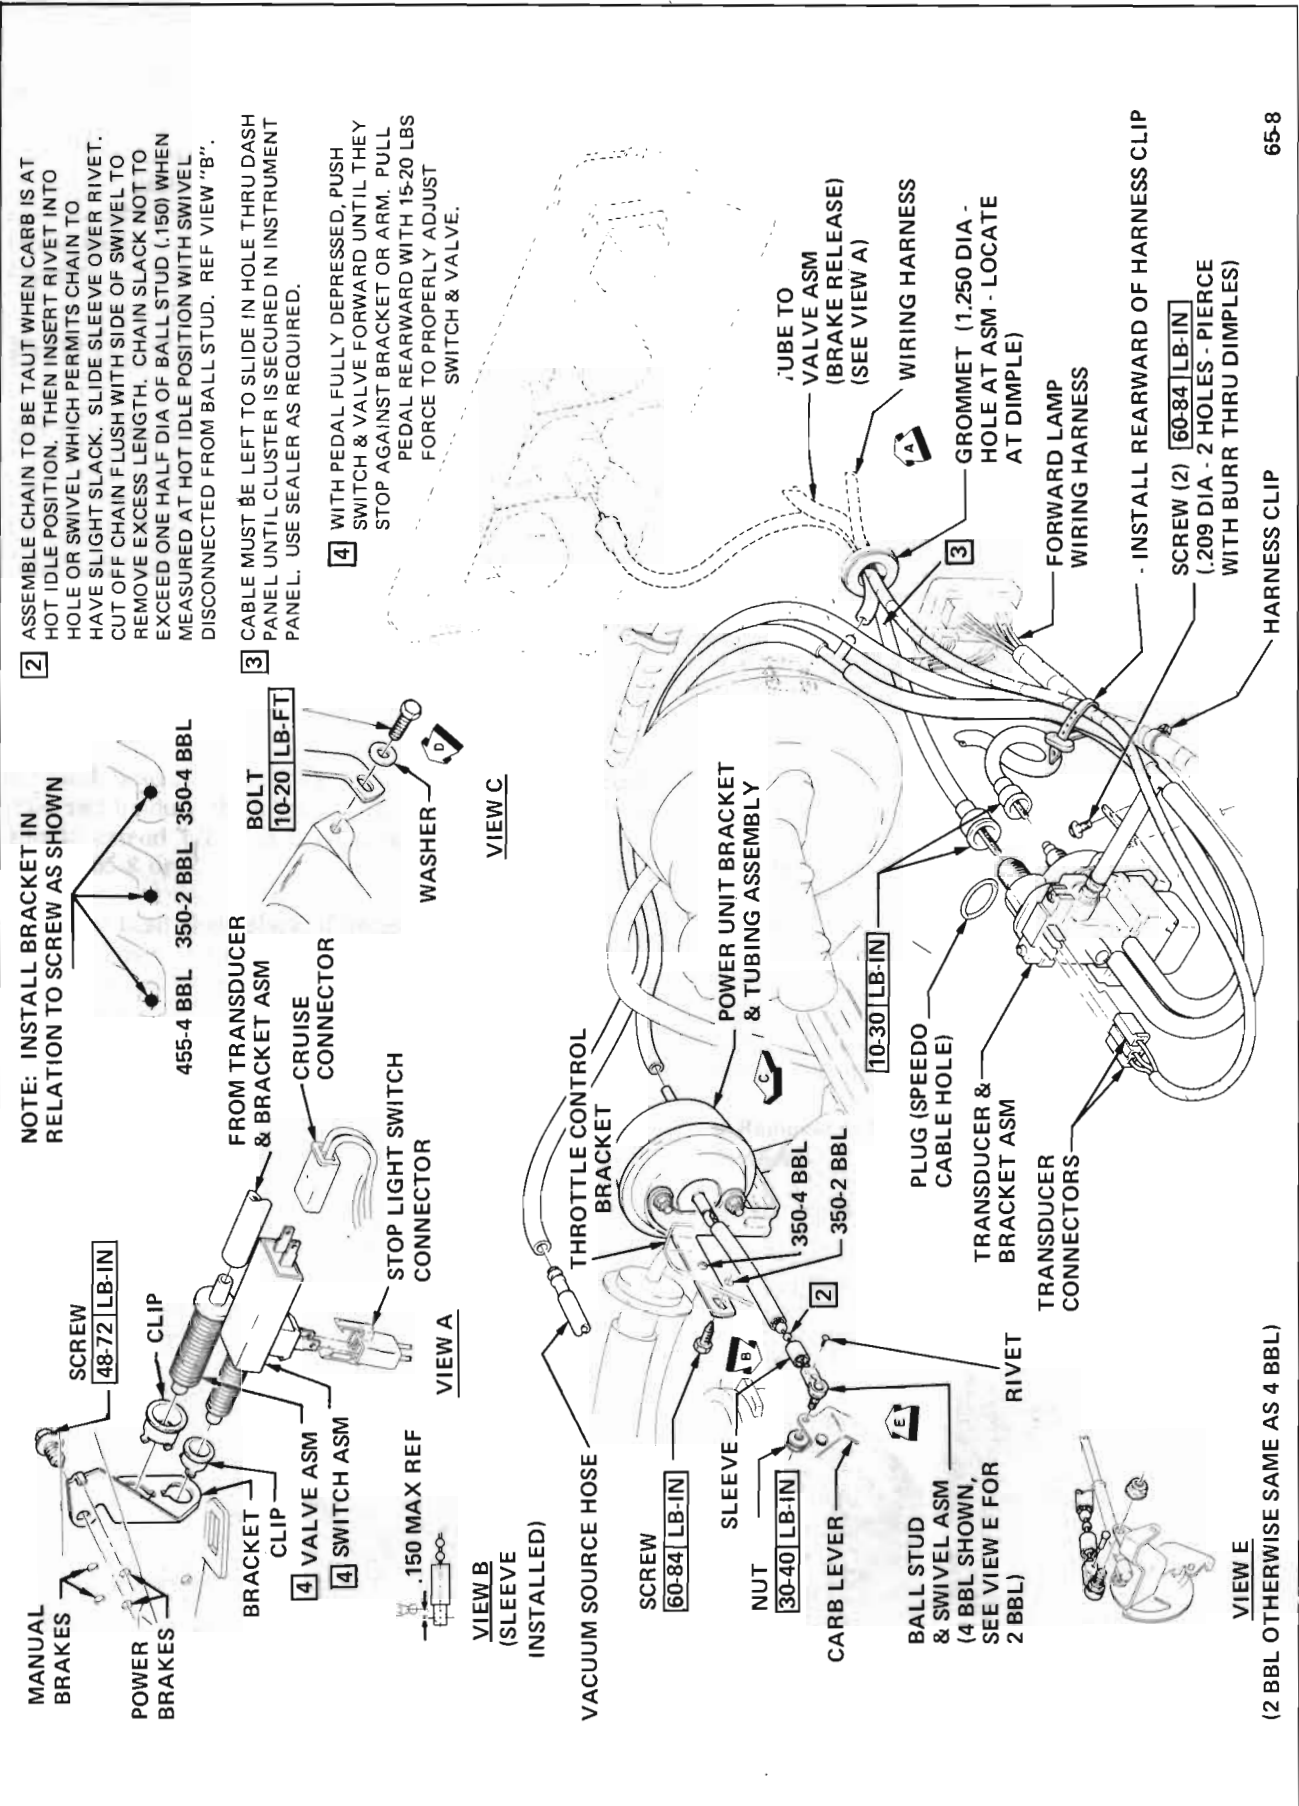 NOTE: INSTALL BRACKET IN
RELATION TO SCREW AS SHOWN
455-4 BBL 350-2 BBL 350-4 BBL
2 ASSEMBLE CHAIN TO BE TAUT WHEN CARB IS AT
HOT IDLE POSITION. THEN INSERT RIVET INTO
HOLE OR SWIVEL WHICH PERMITS CHAIN TO
HAVE SLIGHT SLACK. SLIDE SLEEVE OVER RIVET.
CUT OFF CHAIN FLUSH WITH SIDE OF SWIVEL TO
REMOVE EXCESS LENGTH. CHAIN SLACK NOT TO
EXCEED ONE HALF DIA OF BALL STUD (.150) WHEN
MEASURED AT HOT IDLE POSITION WITH SWIVEL
DISCONNECTED FROM BALL STUD. REF VIEW "B".
3 CABLE MUST BE LEFT TO SLIDE IN HOLE THRU DASH
PANEL UNTIL CLUSTER IS SECURED IN INSTRUMENT
PANEL. USE SEALER AS REQUIRED.
4 WITH PEDAL FULLY DEPRESSED, PUSH
SWITCH & VALVE FORWARD UNTIL THEY
STOP AGAINST BRACKET OR ARM. PULL
PEDAL REARWARD WITH 15-20 LBS
FORCE TO PROPERLY ADJUST
SWITCH & VALVE.
MANUAL
BRAKES
POWER
BRAKES
SCREW
48-72 LB-IN
CLIP
BRACKET
CLIP
4 VALVE ASM
4 SWITCH ASM
FROM TRANSDUCER
& BRACKET ASM
CRUISE
CONNECTOR
STOP LIGHT SWITCH
CONNECTOR
VIEW A
BOLT
10-20 LB-FT
WASHER
D
VIEW C
.150 MAX REF
VIEW B
(SLEEVE
INSTALLED)
VACUUM SOURCE HOSE
THROTTLE CONTROL
BRACKET
POWER UNIT BRACKET
& TUBING ASSEMBLY
C
350-4 BBL
350-2 BBL
2
SCREW
60-84 LB-IN
B
SLEEVE
NUT
30-40 LB-IN
CARB LEVER
E
RIVET
BALL STUD
& SWIVEL ASM
(4 BBL SHOWN,
SEE VIEW E FOR
2 BBL)
VIEW E
(2 BBL OTHERWISE SAME AS 4 BBL)
10-30 LB-IN
PLUG (SPEEDO
CABLE HOLE)
TRANSDUCER &
BRACKET ASM
TRANSDUCER
CONNECTORS
TUBE TO
VALVE ASM
(BRAKE RELEASE)
(SEE VIEW A)
WIRING HARNESS
A
GROMMET (1.250 DIA -
HOLE AT ASM - LOCATE
AT DIMPLE)
3
FORWARD LAMP
WIRING HARNESS
- INSTALL REARWARD OF HARNESS CLIP
SCREW (2) 60-84 LB-IN
(.209 DIA - 2 HOLES - PIERCE
WITH BURR THRU DIMPLES)
HARNESS CLIP
65-8